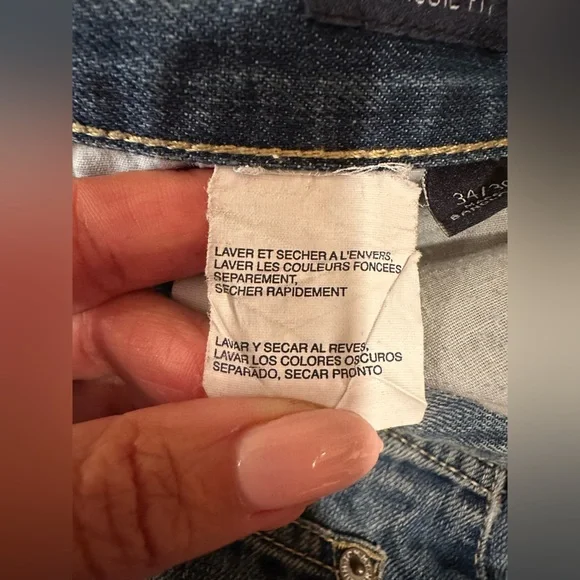 FIT
34/30
LAVER ET SECHER A L'ENVERS,
LAVER LES COULEURS FONCEES
SEPAREMENT,
SECHER RAPIDEMENT
LAVAR Y SECAR AL REVES,
LAVAR LOS COLORES OSCUROS
SEPARADO, SECAR PRONTO